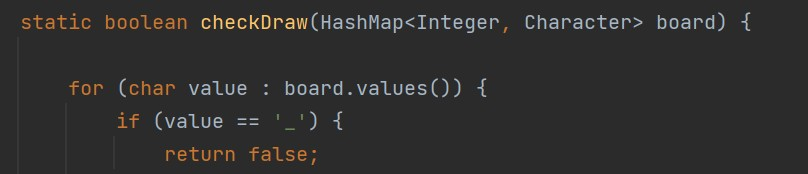 static boolean checkDraw(HashMap<Integer, Character> board) {
for (char value : board.values()) {
if (value == '_') {
return false;